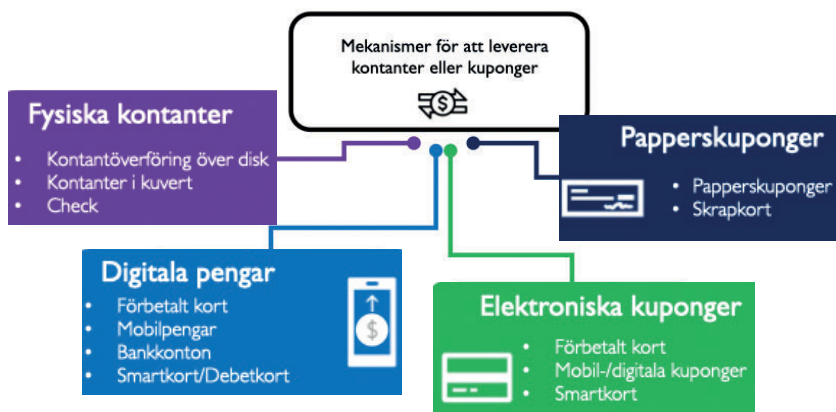 Mekanismer för att leverera
kontanter eller kuponger
$
Fysiska kontanter
• Kontantöverföring över disk
• Kontanter i kuvert
• Check
Papperskuponger
• Papperskuponger
• Skrapkort
Digitala pengar
• Förbetalt kort
• Mobilpengar
• Bankkonton
• Smartkort/Debetkort
$
Elektroniska kuponger
• Förbetalt kort
• Mobil-/digitala kuponger
• Smartkort